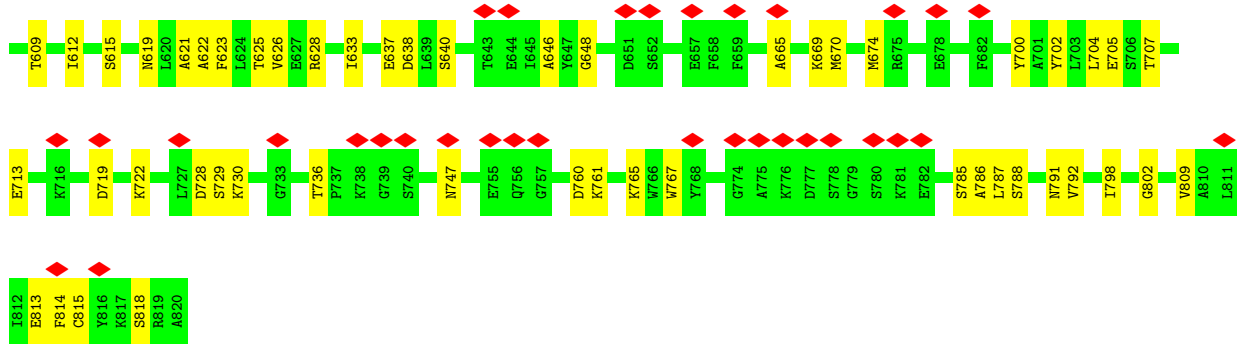 T609 I612 S615 N619 L620 A621 A622 F623 L624 T625 V626 E627 R628 I633 E637 D638 L639 S640 T643 E644 I645 A646 Y647 G648 D651 S652 E657 F658 F659 A665 K669 M670 M674 R675 E678 F682 Y700 A701 Y702 L703 L704 E705 S706 T707
E713 K716 D719 K722 L727 D728 S729 K730 G733 T736 P737 K738 G739 S740 N747 E755 Q756 G757 D760 K761 K765 W766 W767 Y768 G774 A775 K776 D777 S778 G779 S780 K781 E782 S785 A786 L787 S788 N791 V792 I798 G802 V809 A810 L811
I812 E813 F814 C815 Y816 K817 S818 R819 A820